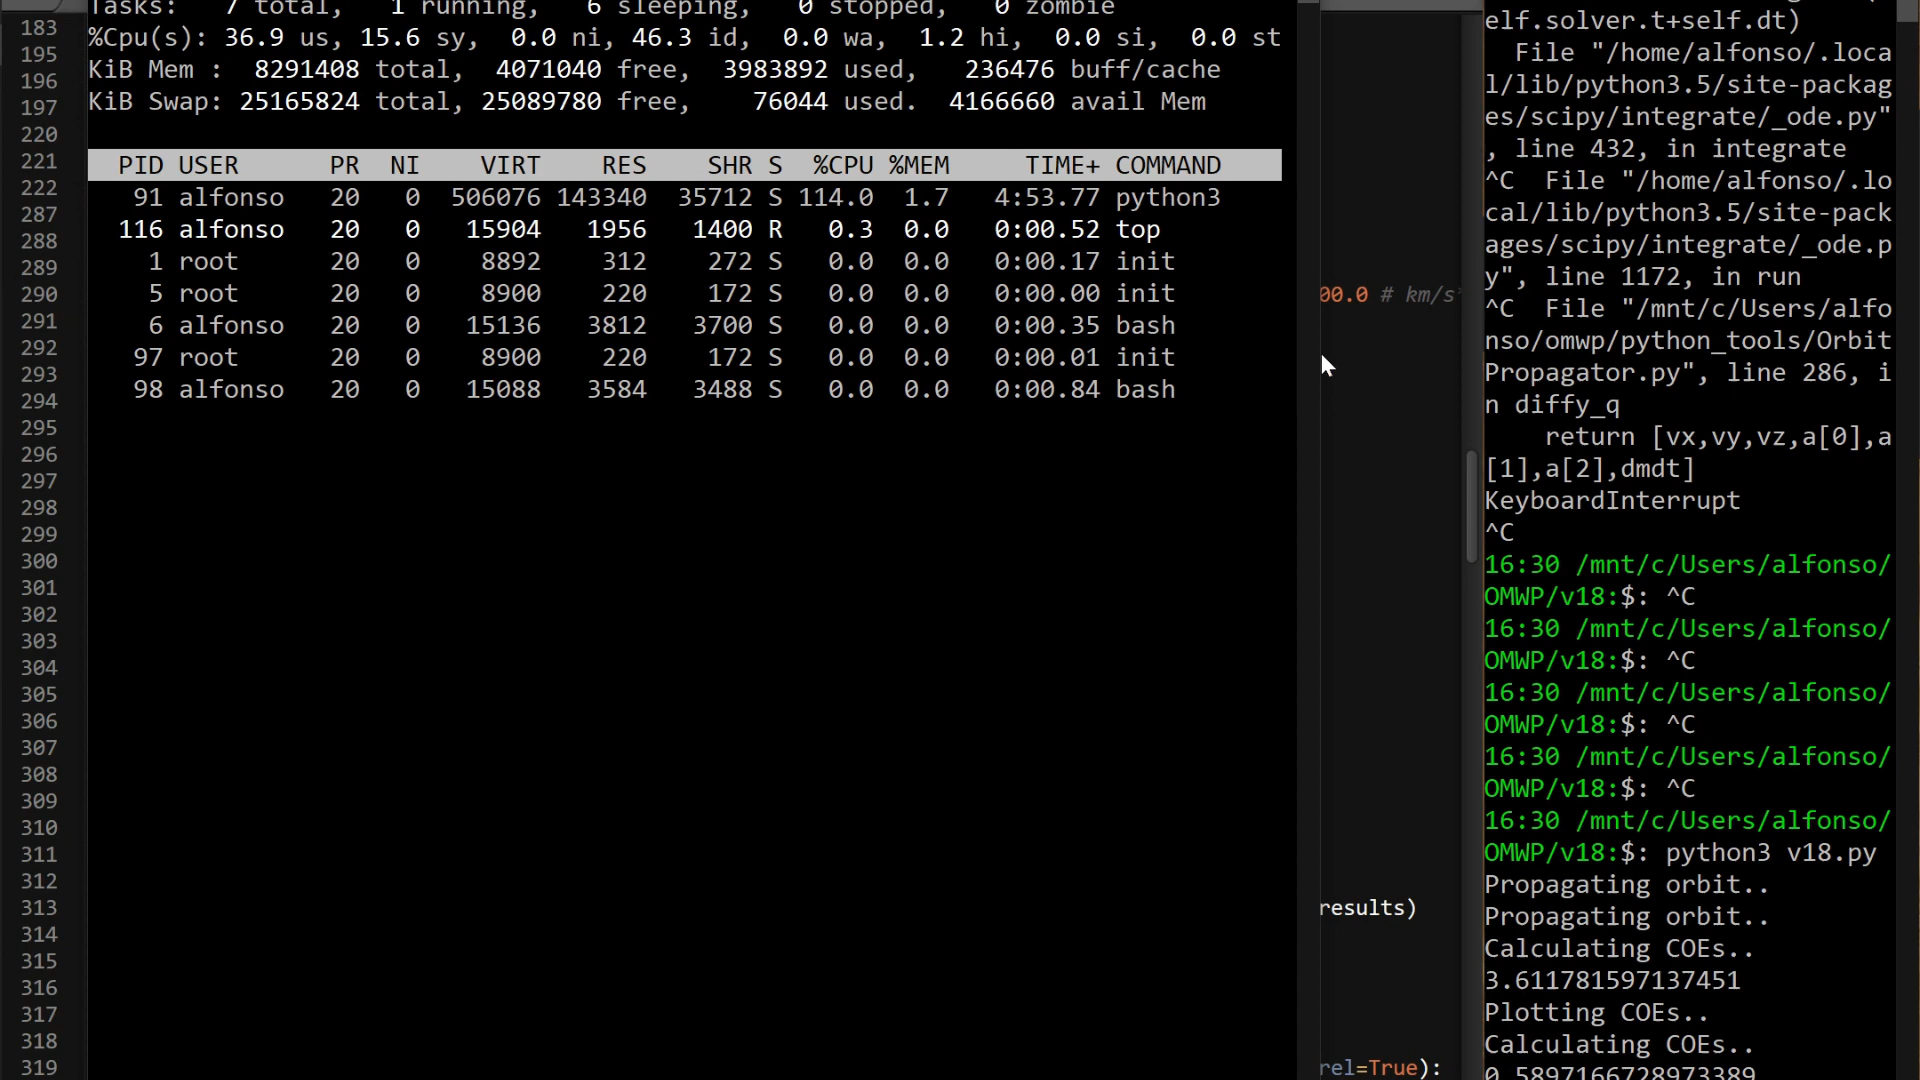 Tasks:   7 total,   1 running,   6 sleeping,   0 stopped,   0 zombie
%Cpu(s): 36.9 us, 15.6 sy,  0.0 ni, 46.3 id,  0.0 wa,  1.2 hi,  0.0 si,  0.0 st
KiB Mem :  8291408 total,  4071040 free,  3983892 used,   236476 buff/cache
KiB Swap: 25165824 total, 25089780 free,    76044 used.  4166660 avail Mem
PID USER      PR  NI    VIRT    RES    SHR S  %CPU %MEM     TIME+ COMMAND
91 alfonso   20   0  506076 143340  35712 S 114.0  1.7   4:53.77 python3
116 alfonso   20   0   15904   1956   1400 R   0.3  0.0   0:00.52 top
1 root      20   0    8892    312    272 S   0.0  0.0   0:00.17 init
5 root      20   0    8900    220    172 S   0.0  0.0   0:00.00 init
6 alfonso   20   0   15136   3812   3700 S   0.0  0.0   0:00.35 bash
97 root      20   0    8900    220    172 S   0.0  0.0   0:00.01 init
98 alfonso   20   0   15088   3584   3488 S   0.0  0.0   0:00.84 bash
183
195
196
197
220
221
222
287
288
289
290
291
292
293
294
295
296
297
298
299
300
301
302
303
304
305
306
307
308
309
310
311
312
313
314
315
316
317
318
319
00.0 # km/s
results)
rel=True):
elf.solver.t+self.dt)
File "/home/alfonso/.loca
l/lib/python3.5/site-packag
es/scipy/integrate/_ode.py"
, line 432, in integrate
^C  File "/home/alfonso/.lo
cal/lib/python3.5/site-pack
ages/scipy/integrate/_ode.p
y", line 1172, in run
^C  File "/mnt/c/Users/alfo
nso/omwp/python_tools/Orbit
Propagator.py", line 286, i
n diffy_q
return [vx,vy,vz,a[0],a
[1],a[2],dmdt]
KeyboardInterrupt
^C
16:30 /mnt/c/Users/alfonso/
OMWP/v18:$: ^C
16:30 /mnt/c/Users/alfonso/
OMWP/v18:$: ^C
16:30 /mnt/c/Users/alfonso/
OMWP/v18:$: ^C
16:30 /mnt/c/Users/alfonso/
OMWP/v18:$: ^C
16:30 /mnt/c/Users/alfonso/
OMWP/v18:$: python3 v18.py
Propagating orbit..
Propagating orbit..
Calculating COEs..
3.611781597137451
Plotting COEs..
Calculating COEs..
0.5897166728973389